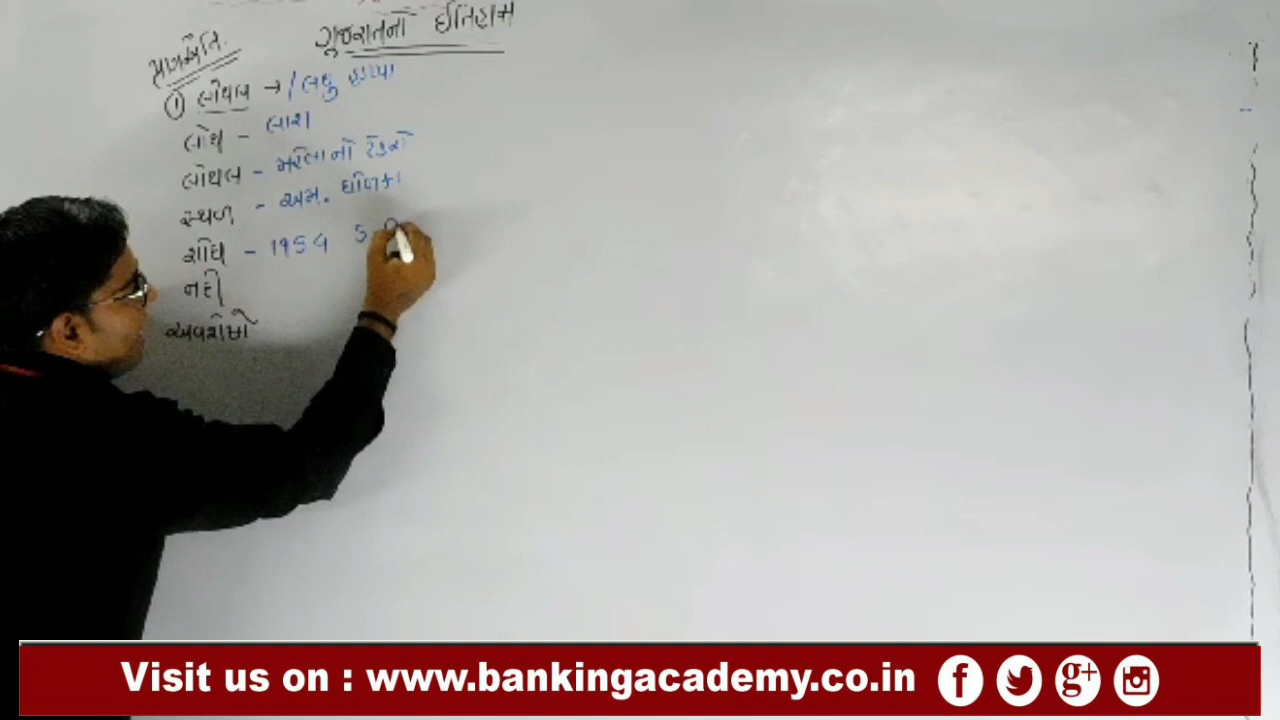 ગુજરાતનો ઈતિહાસ
① લોથલ → / લઘુ હડપ્પા
લોથ - લાશ
લોથલ - મરેલાનો ટેકરો
સ્થળ - અમ. ધોળકા
શોધ - 1954 S.
નદી
અવશેષો
Visit us on : www.bankingacademy.co.in